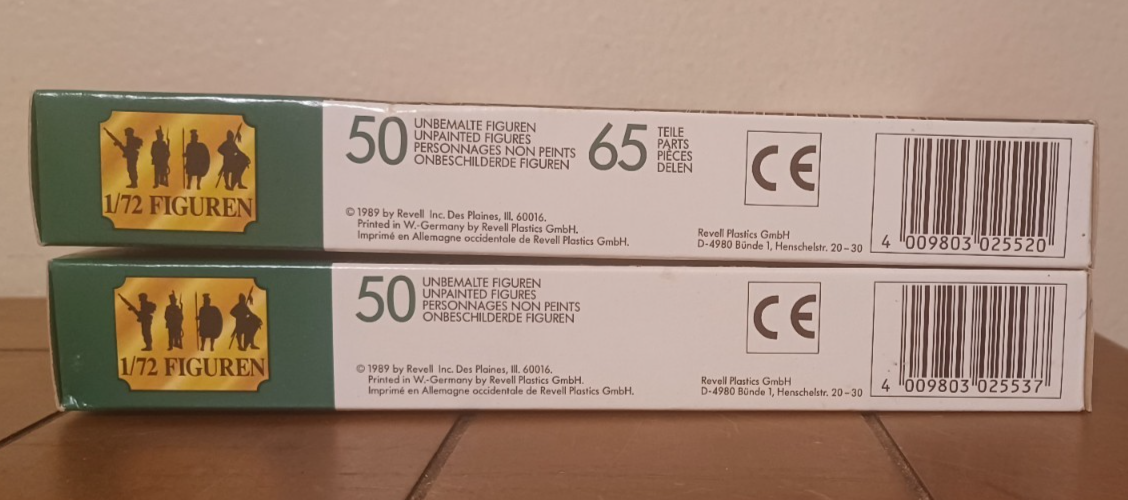 1/72 FIGUREN
50
UNBEMALTE FIGUREN
UNPAINTED FIGURES
PERSONNAGES NON PEINTS
ONBESCHILDERDE FIGUREN
65
TEILE
PARTS
PIÈCES
DELEN
© 1989 by Revell Inc. Des Plaines, Ill. 60016.
Printed in W.-Germany by Revell Plastics GmbH.
Imprimé en Allemagne occidentale de Revell Plastics GmbH.
CE
Revell Plastics GmbH
D-4980 Bünde 1, Henschelstr. 20-30
4 009803 025520
1/72 FIGUREN
50
UNBEMALTE FIGUREN
UNPAINTED FIGURES
PERSONNAGES NON PEINTS
ONBESCHILDERDE FIGUREN
© 1989 by Revell Inc. Des Plaines, Ill. 60016.
Printed in W.-Germany by Revell Plastics GmbH.
Imprimé en Allemagne occidentale de Revell Plastics GmbH.
CE
Revell Plastics GmbH
D-4980 Bünde 1, Henschelstr. 20-30
4 009803 025537